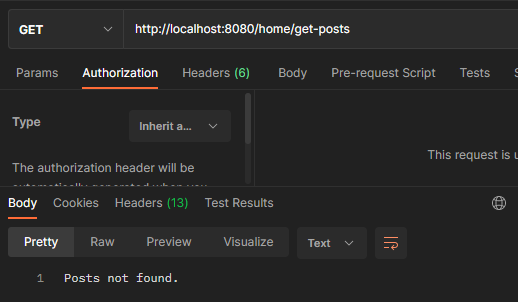 GET http://localhost:8080/home/get-posts
Params Authorization Headers (6) Body Pre-request Script Tests
Type Inherit a...
This request is u
The authorization header will be
Body Cookies Headers (13) Test Results
Pretty Raw Preview Visualize Text
1 Posts not found.